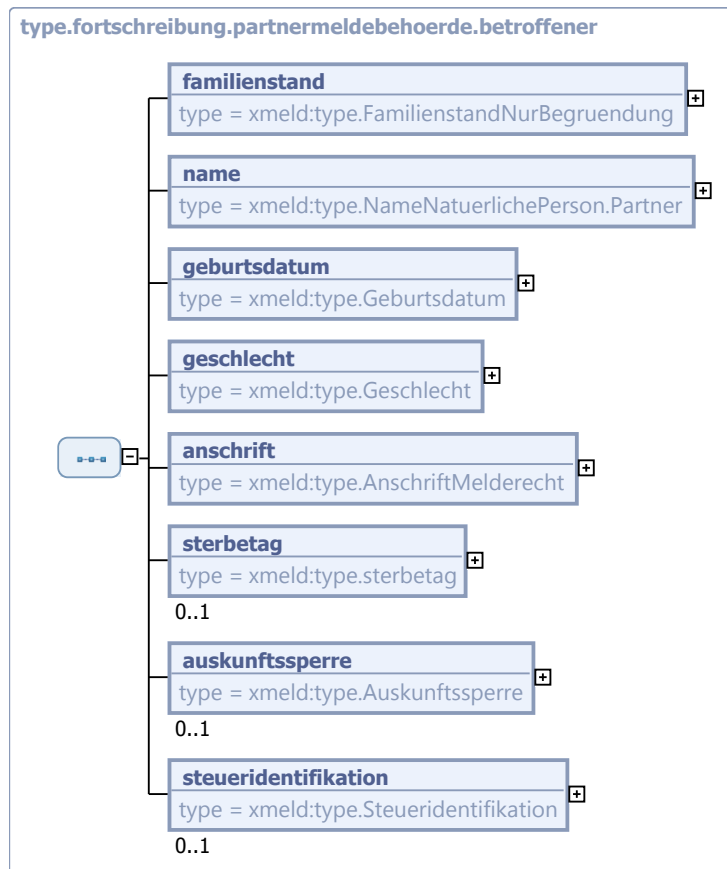 type.fortschreibung.partnermeldebehoerde.betroffener
familienstand
type = xmeld:type.FamilienstandNurBegruendung
name
type = xmeld:type.NameNatuerlichePerson.Partner
geburtsdatum
type = xmeld:type.Geburtsdatum
geschlecht
type = xmeld:type.Geschlecht
anschrift
type = xmeld:type.AnschriftMelderecht
sterbetag
type = xmeld:type.sterbetag
0..1
auskunftssperre
type = xmeld:type.Auskunftssperre
0..1
steueridentifikation
type = xmeld:type.Steueridentifikation
0..1